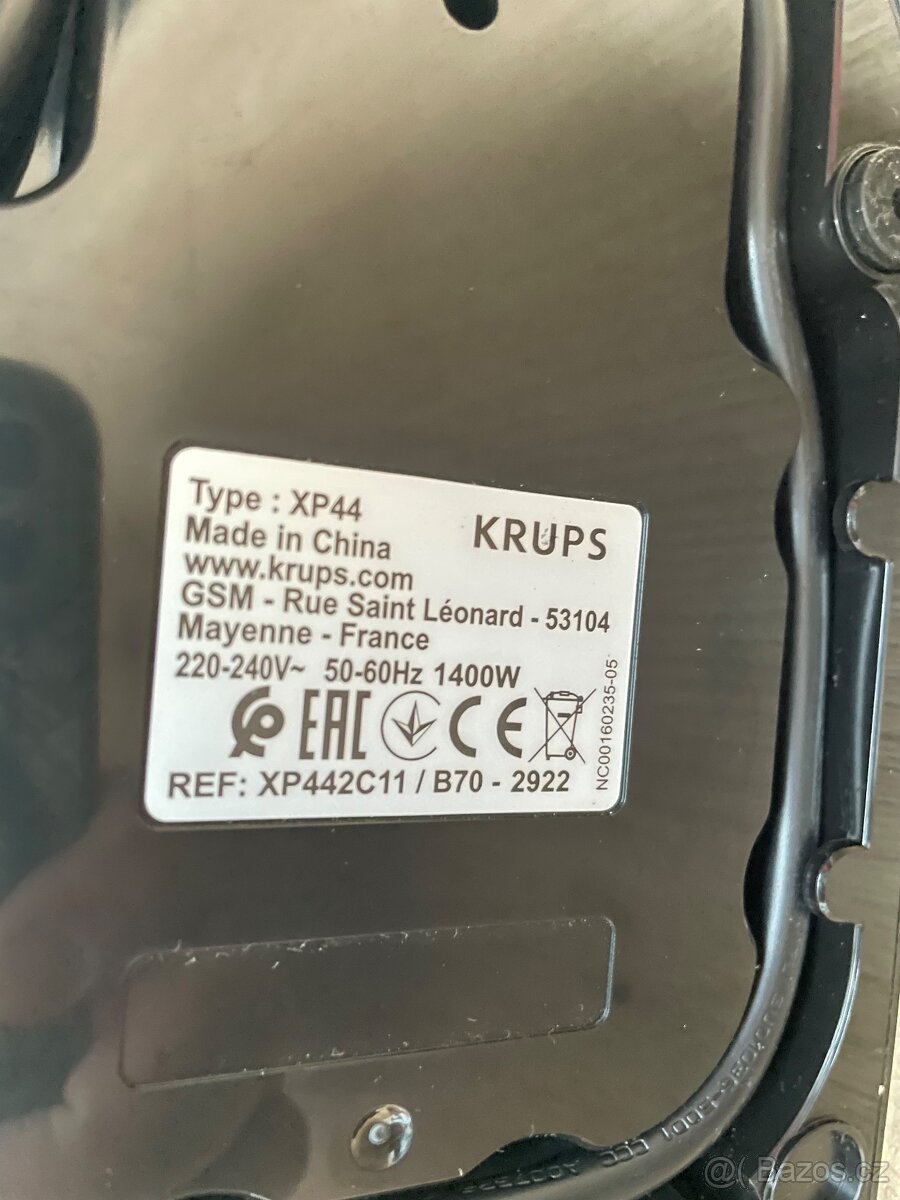 Type : XP44
KRUPS
Made in China
www.krups.com
GSM - Rue Saint Léonard - 53104
Mayenne - France
220-240V~ 50-60Hz 1400W
EAC CE
REF: XP442C11 / B70 - 2922
NC00160235-05
CCC
Bazos.cz